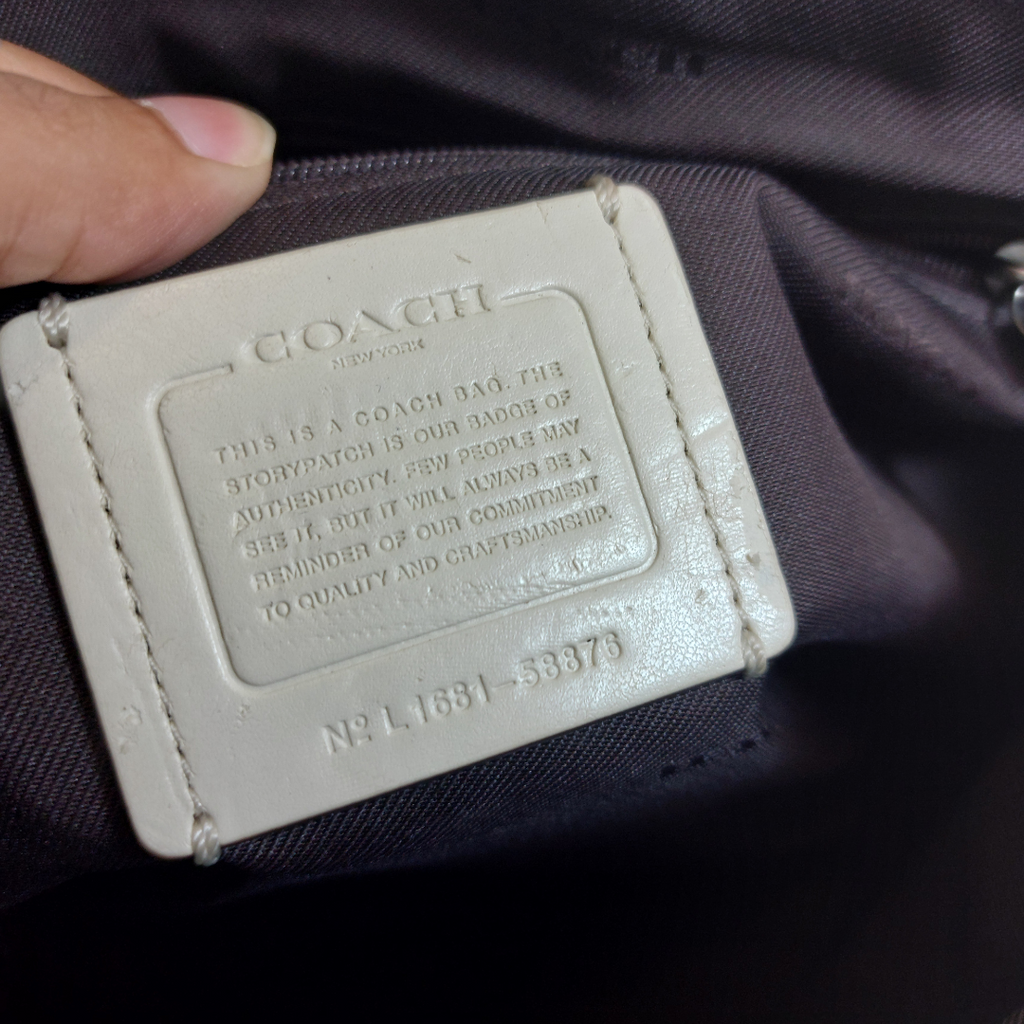 COACH
NEW YORK
THIS IS A COACH BAG. THE
STORYPATCH IS OUR BADGE OF
AUTHENTICITY. FEW PEOPLE MAY
SEE IT, BUT IT WILL ALWAYS BE A
REMINDER OF OUR COMMITMENT
TO QUALITY AND CRAFTSMANSHIP.
Nº L1681-58876